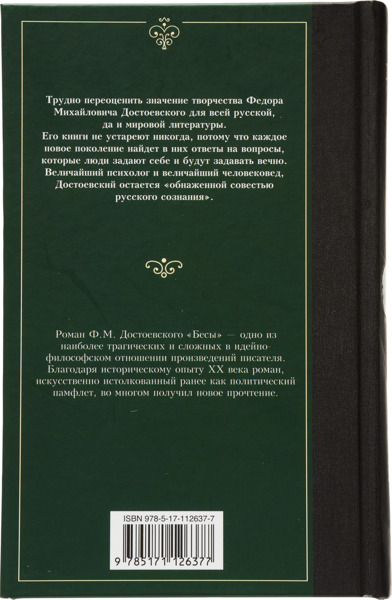 Трудно переоценить значение творчества Федора
Михайловича Достоевского для всей русской,
да и мировой литературы.
Его книги не устареют никогда, потому что каждое
новое поколение найдет в них ответы на вопросы,
которые люди задают себе и будут задавать вечно.
Величайший психолог и величайший человековед,
Достоевский остается «обнаженной совестью
русского сознания».
Роман Ф.М. Достоевского «Бесы» — одно из
наиболее трагических и сложных в идейно-
философском отношении произведений писателя.
Благодаря историческому опыту XX века роман,
искусственно истолкованный ранее как политический
памфлет, во многом получил новое прочтение.
ISBN 978-5-17-112637-7
9 785171 126377